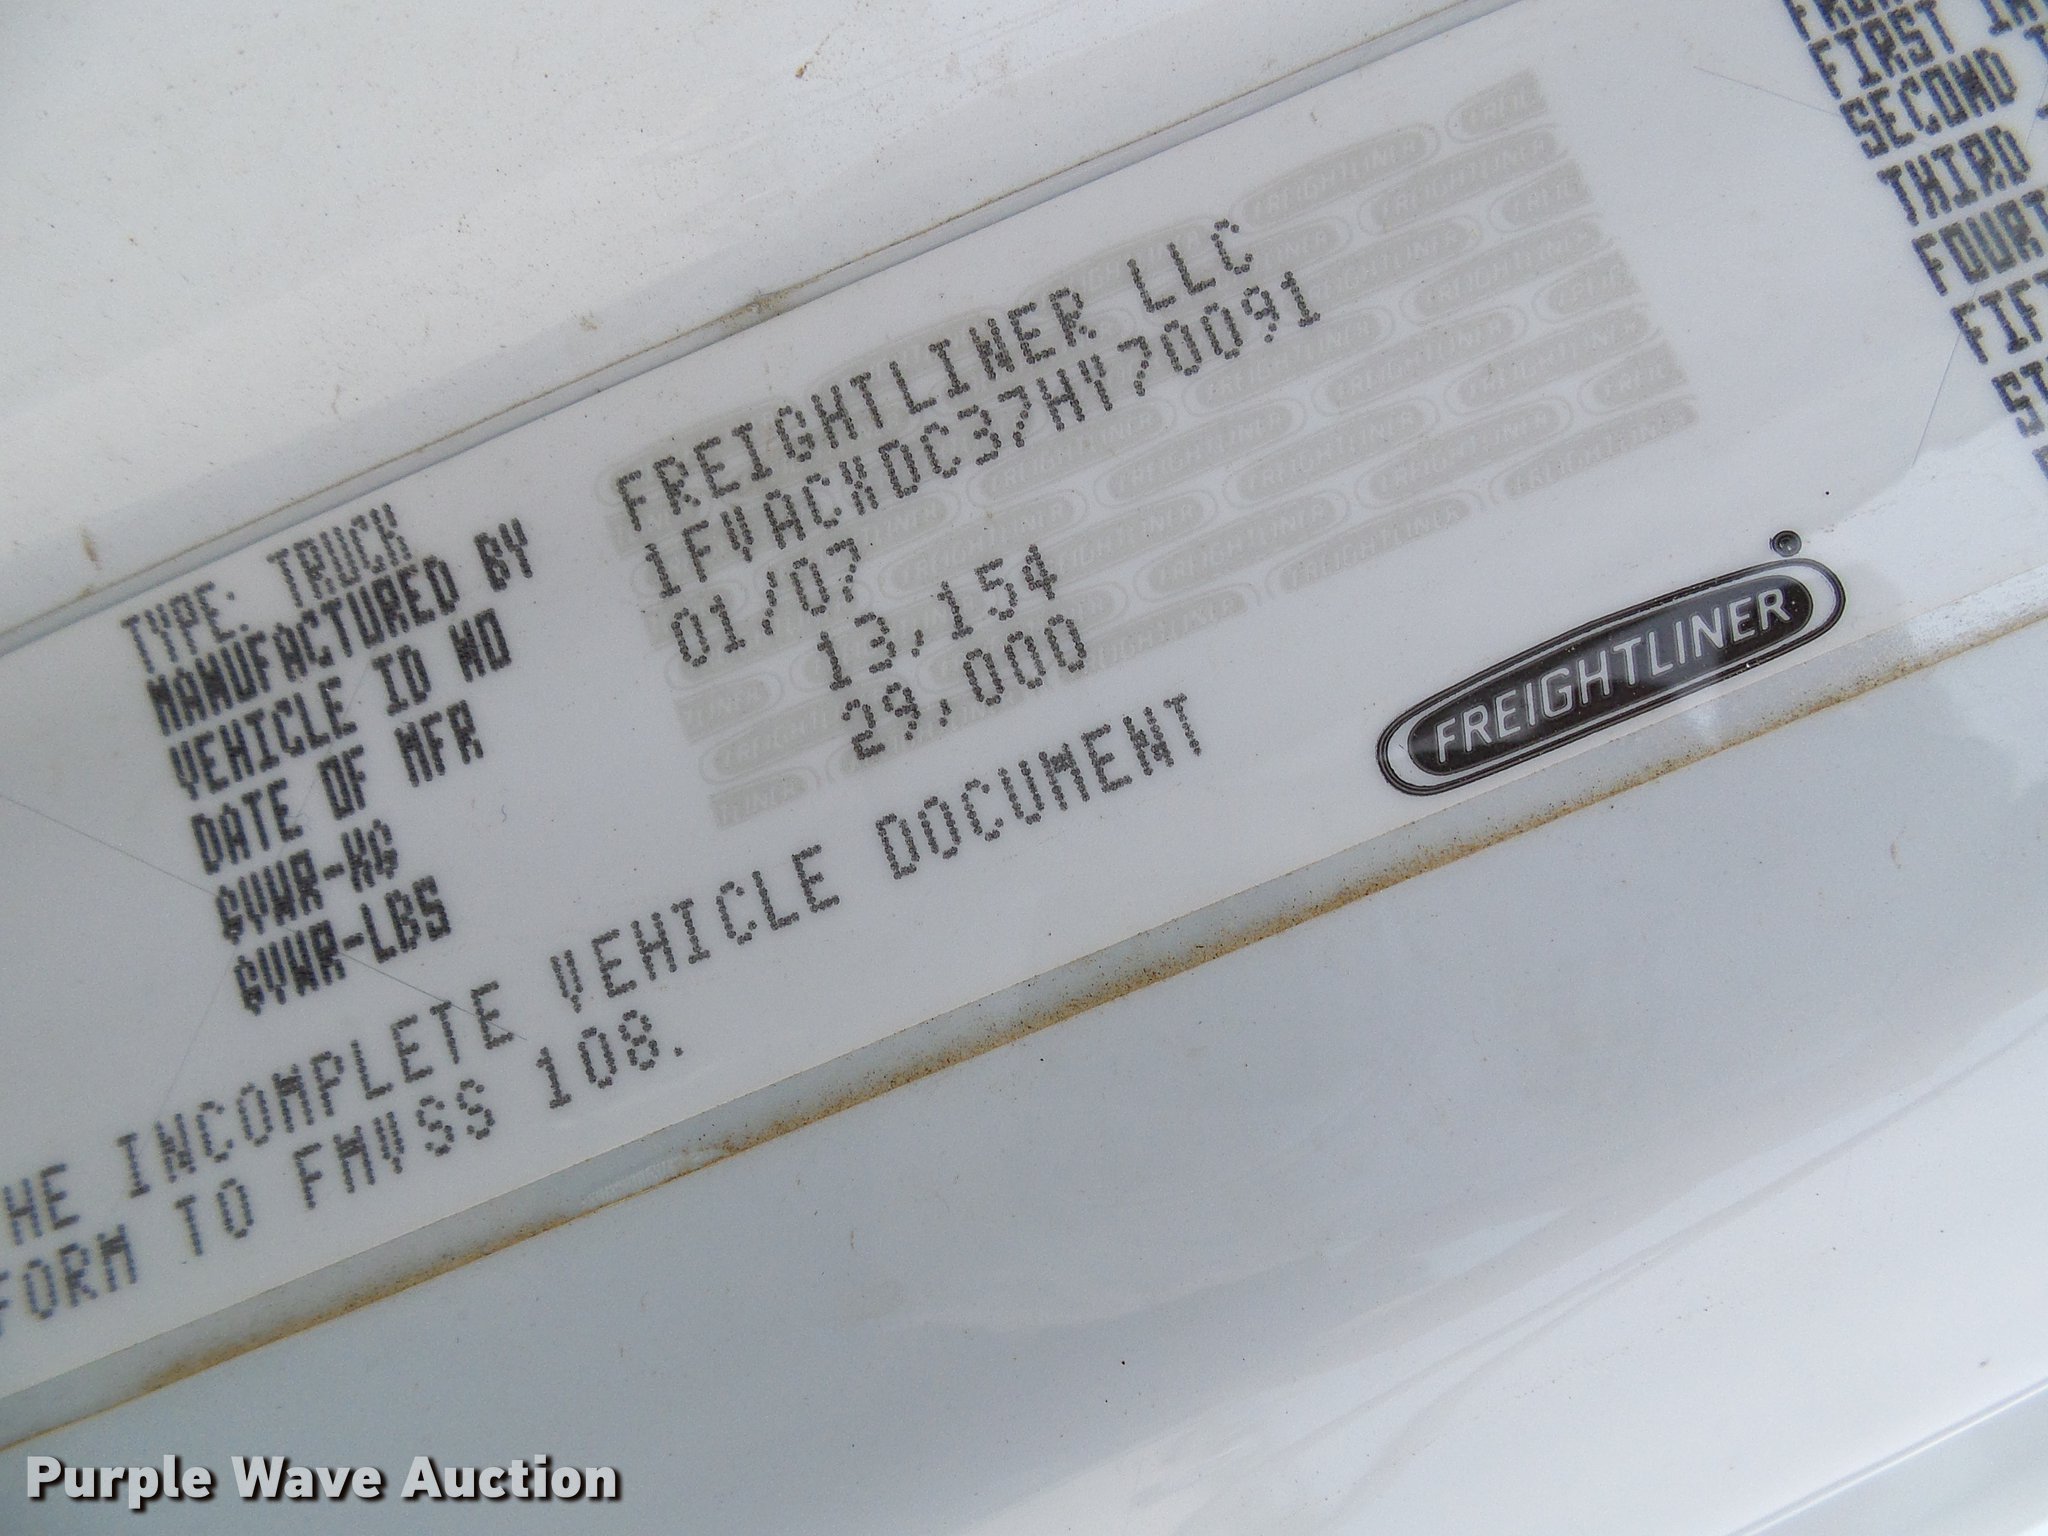 TYPE: TRUCK
MANUFACTURED BY FREIGHTLINER LLC
VEHICLE ID NO 1FVACXDC37HY70091
DATE OF MFR 01/07
GVWR-KG 13,154
GVWR-LBS 29,000
HE INCOMPLETE VEHICLE DOCUMENT
FORM TO FMVSS 108.
FREIGHTLINER
FIRST
SECOND
THIRD
FOURT
FIF
Purple Wave Auction